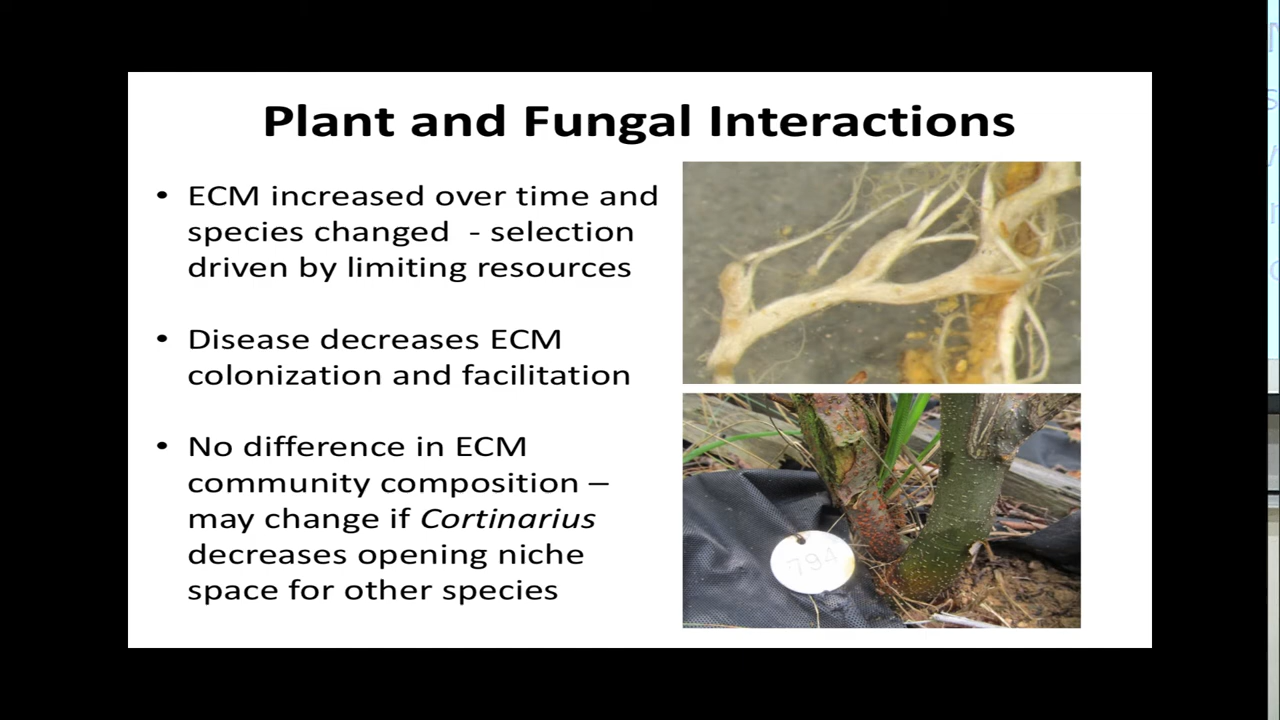 Plant and Fungal Interactions
• ECM increased over time and
species changed - selection
driven by limiting resources
• Disease decreases ECM
colonization and facilitation
• No difference in ECM
community composition –
may change if Cortinarius
decreases opening niche
space for other species
794